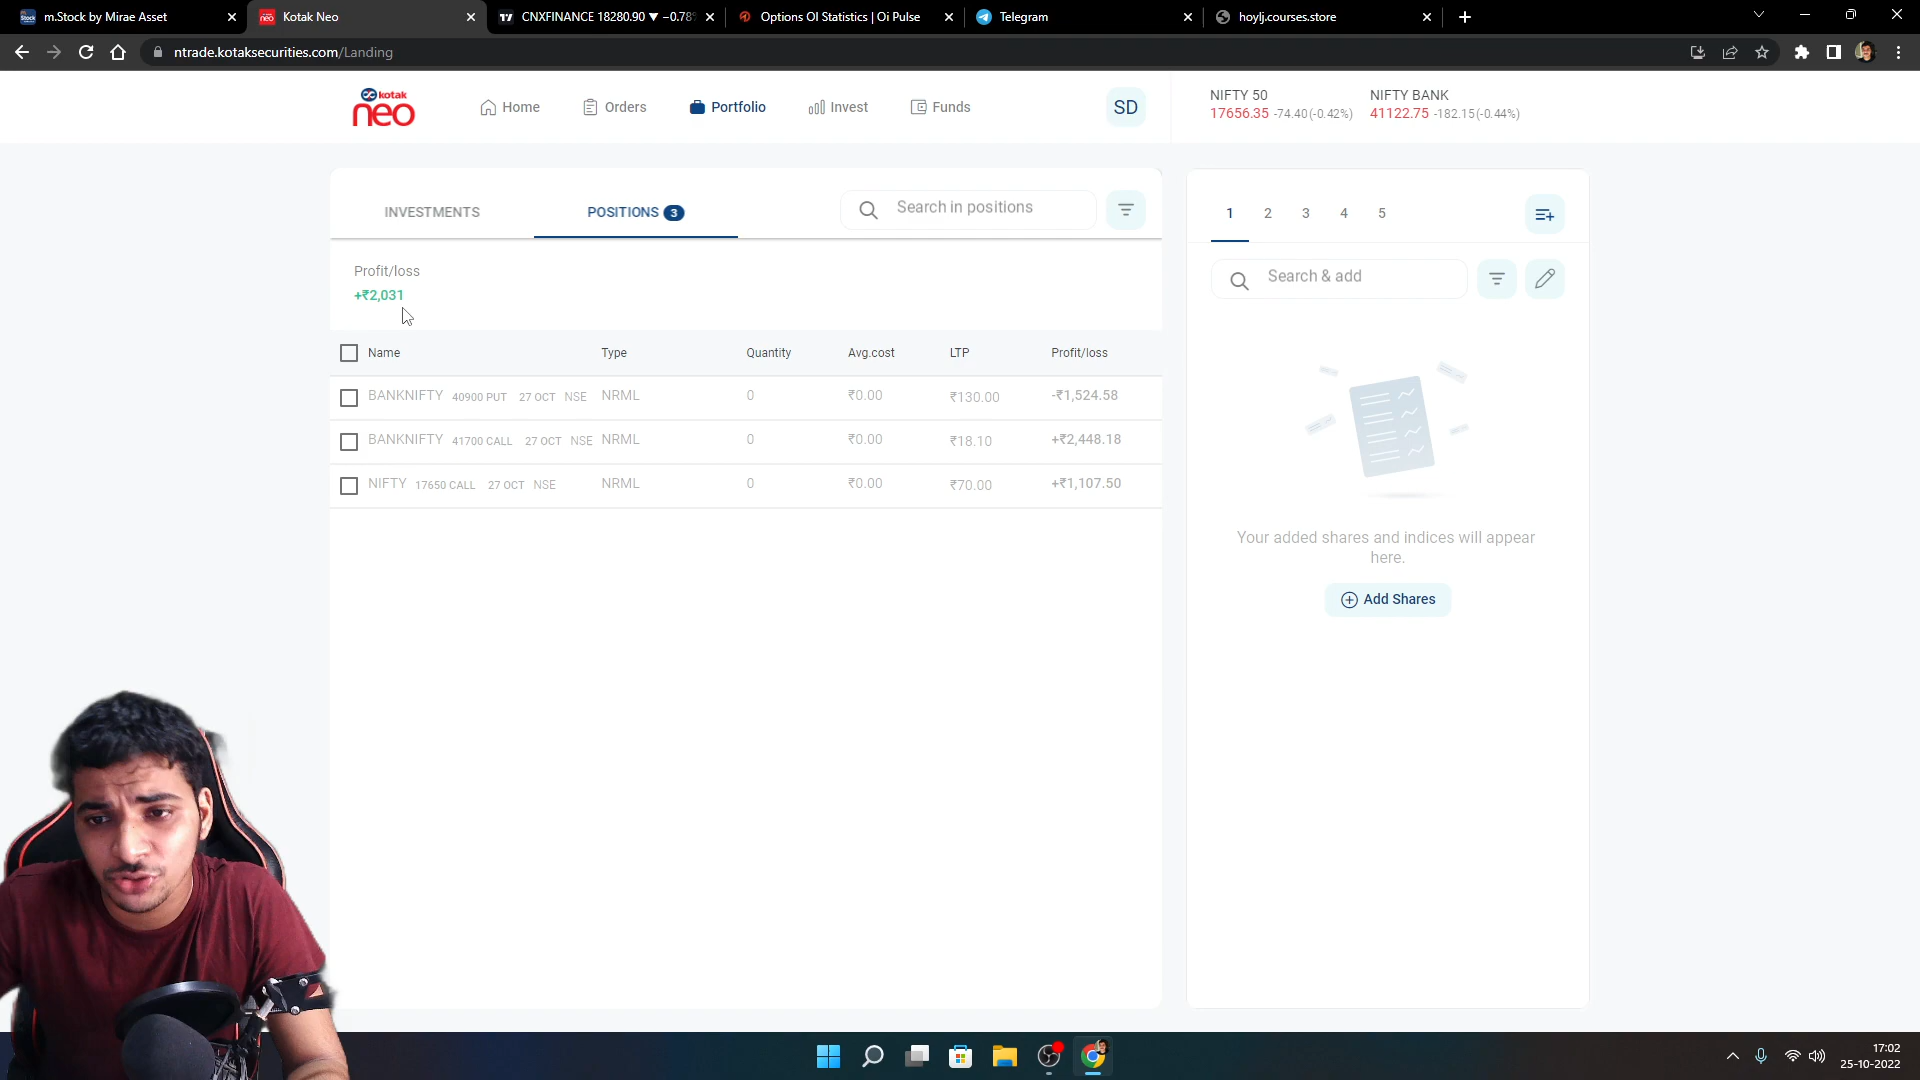 m.Stock by Mirae Asset
Kotak Neo
CNXFINANCE 18280.90 ▼ −0.78
Options OI Statistics | Oi Pulse
Telegram
hoylj.courses.store
ntrade.kotaksecurities.com/Landing
kotak
neo
Home
Orders
Portfolio
Invest
Funds
SD
NIFTY 50
17656.35 -74.40(-0.42%)
NIFTY BANK
41122.75 -182.15(-0.44%)
INVESTMENTS
POSITIONS 3
Search in positions
1 2 3 4 5
Search & add
Profit/loss
+₹2,031
Name Type Quantity Avg.cost LTP Profit/loss
BANKNIFTY 40900 PUT 27 OCT NSE NRML 0 ₹0.00 ₹130.00 -₹1,524.58
BANKNIFTY 41700 CALL 27 OCT NSE NRML 0 ₹0.00 ₹18.10 +₹2,448.18
NIFTY 17650 CALL 27 OCT NSE NRML 0 ₹0.00 ₹70.00 +₹1,107.50
Your added shares and indices will appear
here.
Add Shares
17:02
25-10-2022